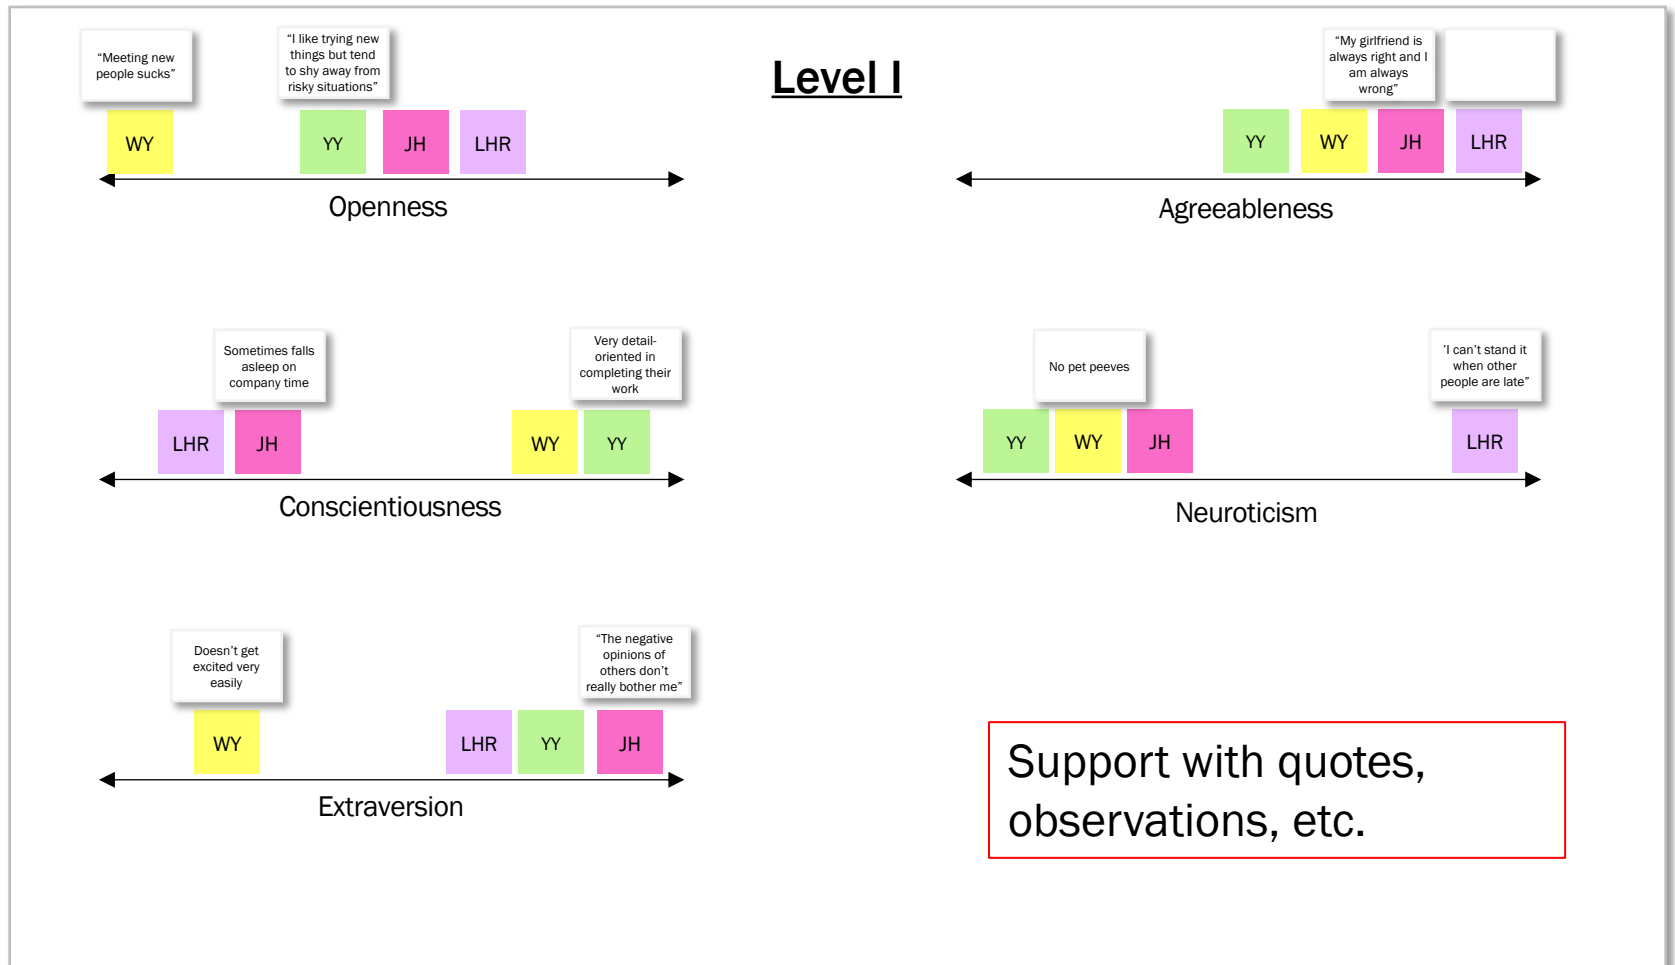 Level I
“Meeting new
people sucks”
“I like trying new
things but tend
to shy away from
risky situations”
WY
YY
JH
LHR
Openness
“My girlfriend is
always right and I
am always
wrong”
YY
WY
JH
LHR
Agreeableness
Sometimes falls
asleep on
company time
Very detail-
oriented in
completing their
work
LHR
JH
WY
YY
Conscientiousness
No pet peeves
’I can’t stand it
when other
people are late”
YY
WY
JH
LHR
Neuroticism
Doesn’t get
excited very
easily
“The negative
opinions of
others don’t
really bother me”
WY
LHR
YY
JH
Extraversion
Support with quotes,
observations, etc.